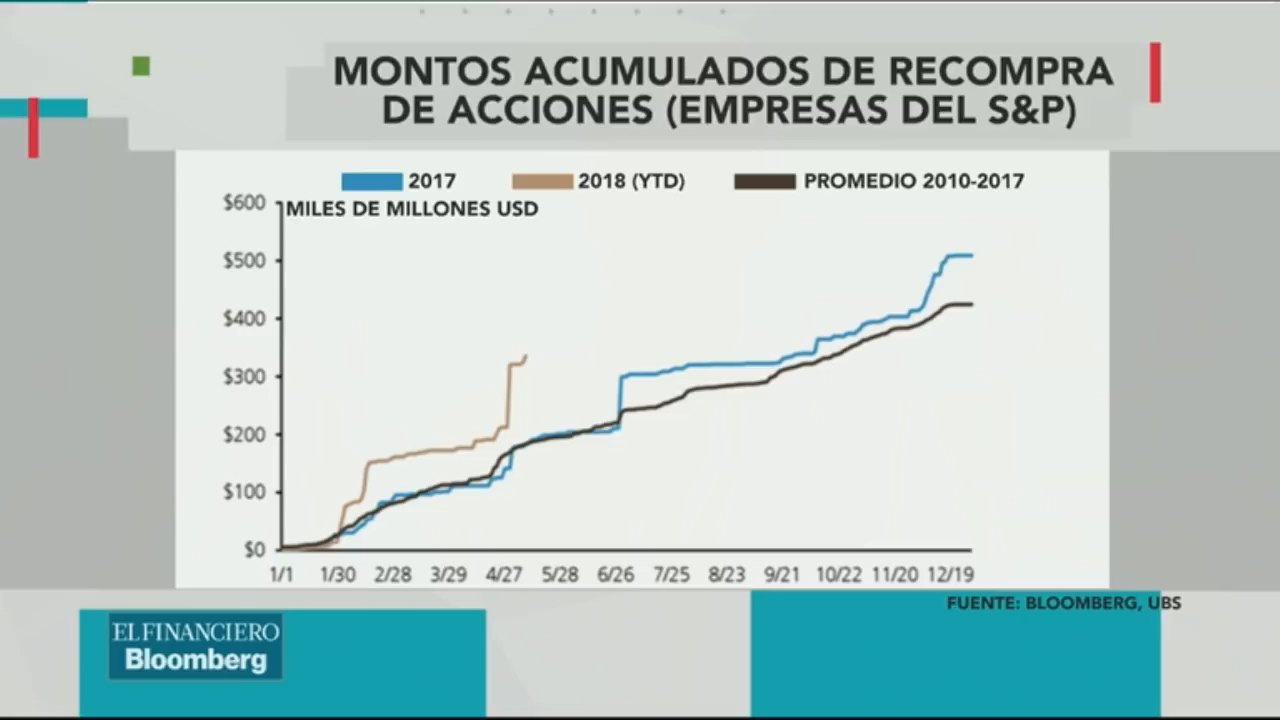 MONTOS ACUMULADOS DE RECOMPRA
DE ACCIONES (EMPRESAS DEL S&P)
2017
2018 (YTD)
PROMEDIO 2010-2017
MILES DE MILLONES USD
$600
$500
$400
$300
$200
$100
$0
1/1 1/30 2/28 3/29 4/27 5/28 6/26 7/25 8/23 9/21 10/22 11/20 12/19
FUENTE: BLOOMBERG, UBS
EL FINANCIERO
Bloomberg